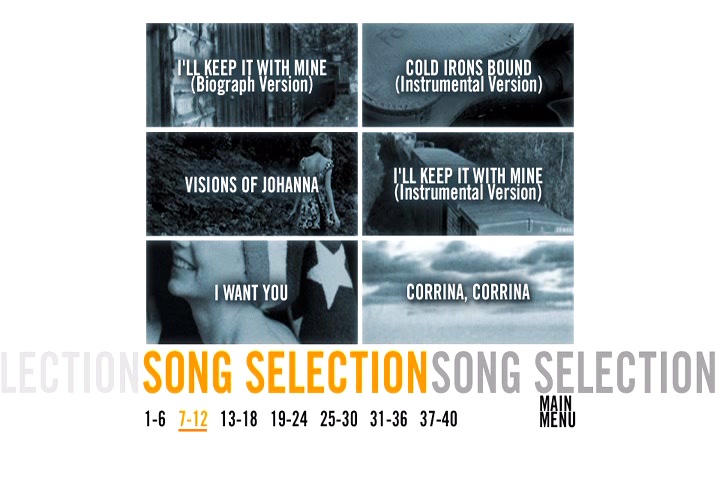 I'LL KEEP IT WITH MINE
(Biograph Version)
COLD IRONS BOUND
(Instrumental Version)
VISIONS OF JOHANNA
I'LL KEEP IT WITH MINE
(Instrumental Version)
I WANT YOU
CORRINA, CORRINA
LECTION SONG SELECTION SONG SELECTION
1-6 7-12 13-18 19-24 25-30 31-36 37-40
MAIN
MENU